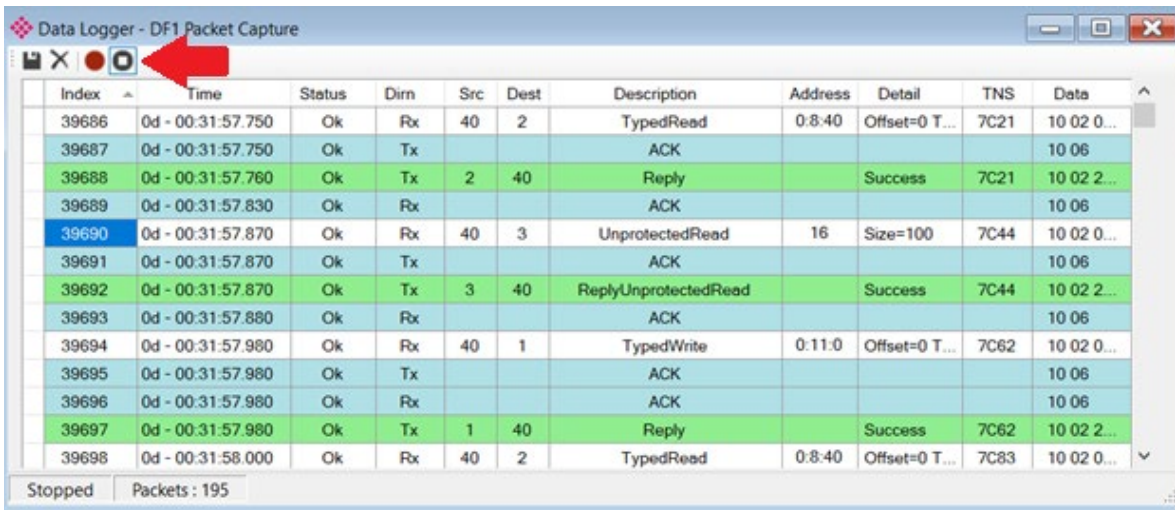 Data Logger - DF1 Packet Capture
Index Time Status Dirn Src Dest Description Address Detail TNS Data
39686 0d - 00:31:57.750 Ok Rx 40 2 TypedRead 0:8:40 Offset=0 T... 7C21 10 02 0...
39687 0d - 00:31:57.750 Ok Tx ACK 10 06
39688 0d - 00:31:57.760 Ok Tx 2 40 Reply Success 7C21 10 02 2...
39689 0d - 00:31:57.830 Ok Rx ACK 10 06
39690 0d - 00:31:57.870 Ok Rx 40 3 UnprotectedRead 16 Size=100 7C44 10 02 0...
39691 0d - 00:31:57.870 Ok Tx ACK 10 06
39692 0d - 00:31:57.870 Ok Tx 3 40 ReplyUnprotectedRead Success 7C44 10 02 2...
39693 0d - 00:31:57.880 Ok Rx ACK 10 06
39694 0d - 00:31:57.980 Ok Rx 40 1 TypedWrite 0:11:0 Offset=0 T... 7C62 10 02 0...
39695 0d - 00:31:57.980 Ok Tx ACK 10 06
39696 0d - 00:31:57.980 Ok Rx ACK 10 06
39697 0d - 00:31:57.980 Ok Tx 1 40 Reply Success 7C62 10 02 2...
39698 0d - 00:31:58.000 Ok Rx 40 2 TypedRead 0:8:40 Offset=0 T... 7C83 10 02 0...
Stopped Packets : 195